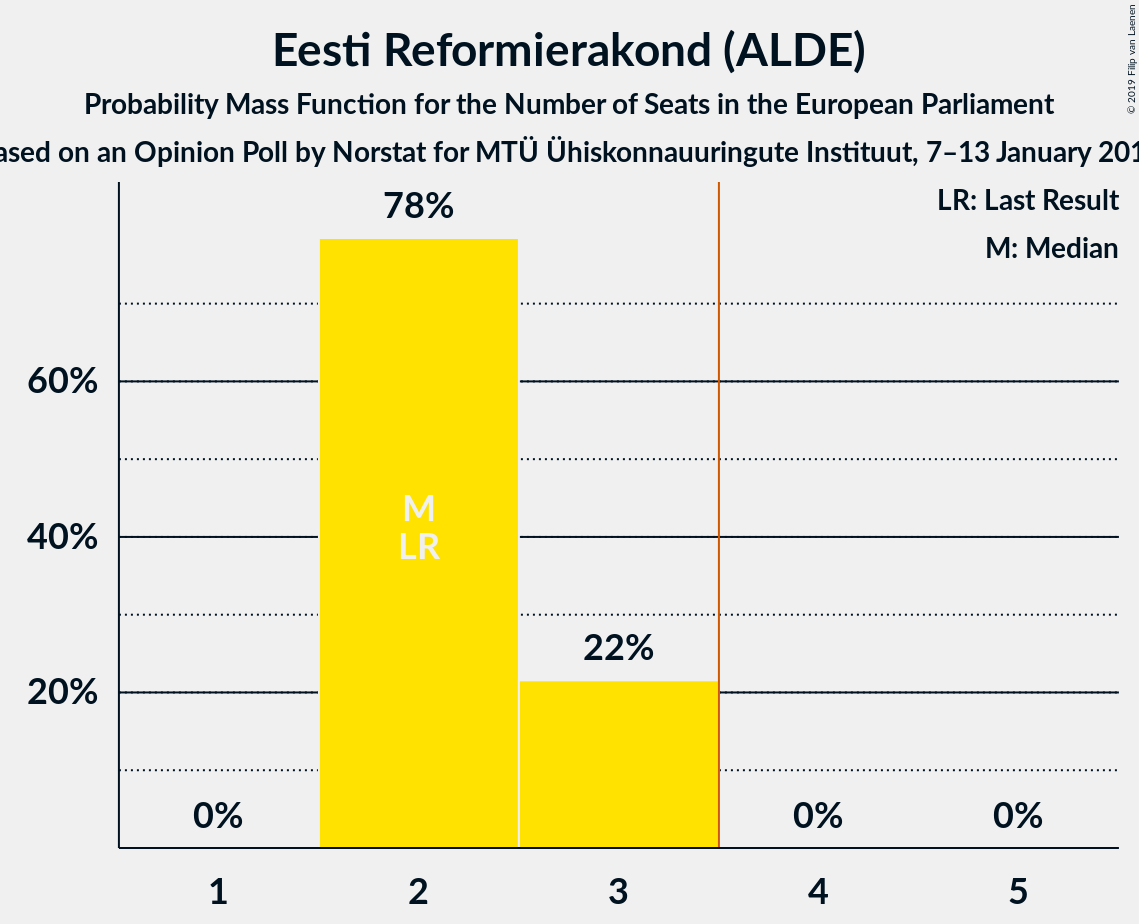 Eesti Reformierakond (ALDE)
Probability Mass Function for the Number of Seats in the European Parliament
on an Opinion Poll by Norstat for MTÜ Ühiskonnauuringute Instituut, 7–13 January
© 2019 Filip van Laenen
LR: Last Result
M: Median
78%
60%
M
40%
LR
22%
20%
0%
0%
0%
1
2
3
4
5